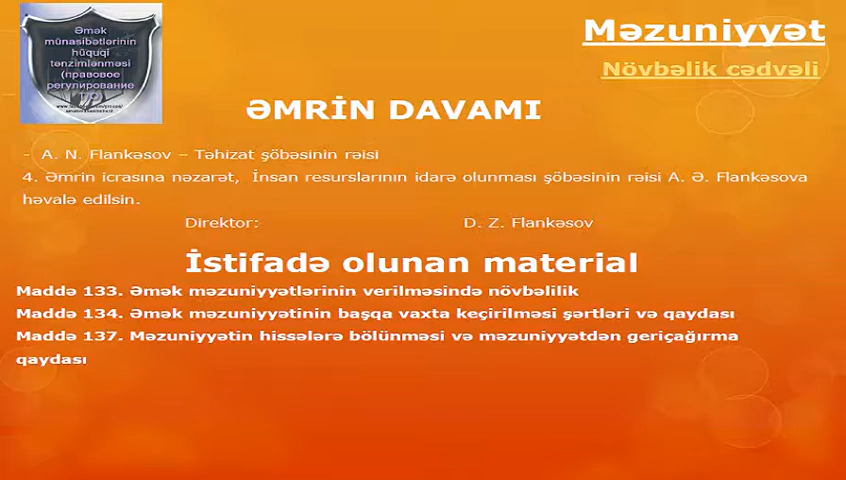 Əmək
münasibətlərinin
hüquqi
tənzimlənməsi
(правовое
регулирование
ТО)
Məzuniyyət
Növbəlik cədvəli
ƏMRİN DAVAMI
- A. N. Flankəsov – Təhizat şöbəsinin rəisi
4. Əmrin icrasına nəzarət, İnsan resurslarının idarə olunması şöbəsinin rəisi A. Ə. Flankəsova
həvalə edilsin.
Direktor: D. Z. Flankəsov
İstifadə olunan material
Maddə 133. Əmək məzuniyyətlərinin verilməsində növbəlilik
Maddə 134. Əmək məzuniyyətinin başqa vaxta keçirilməsi şərtləri və qaydası
Maddə 137. Məzuniyyətin hissələrə bölünməsi və məzuniyyətdən geriçağırma
qaydası